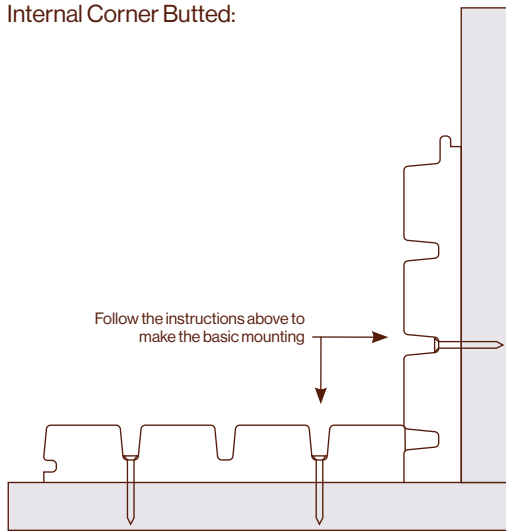 Internal Corner Butted:
Follow the instructions above to
make the basic mounting